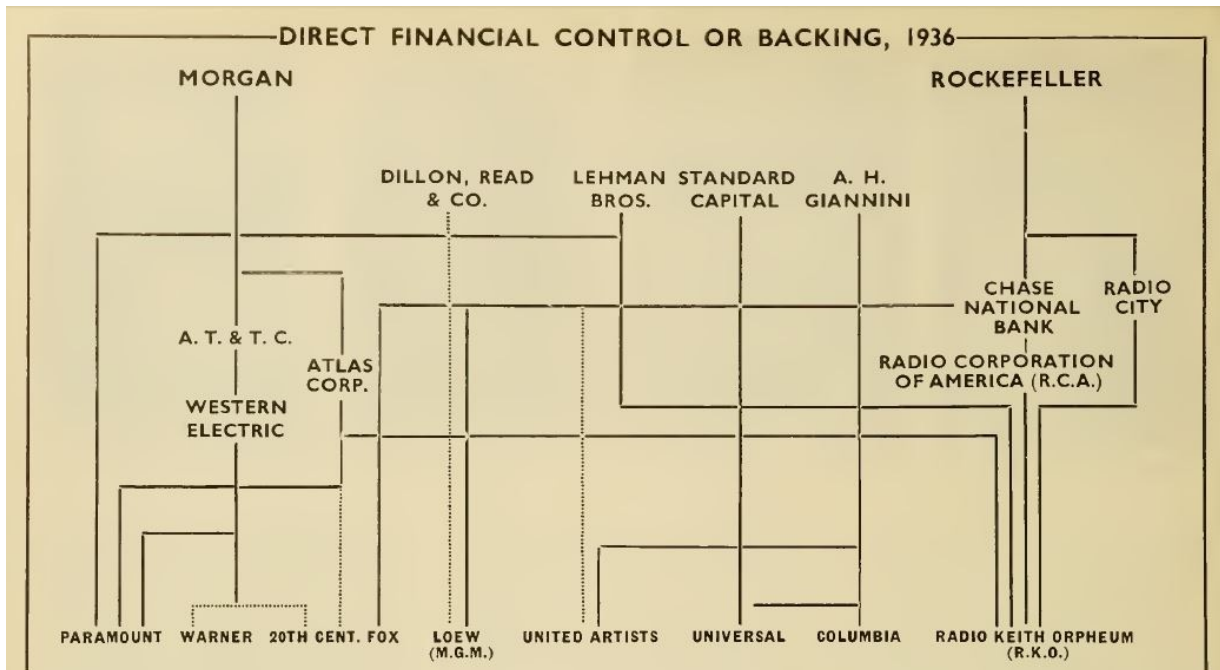 DIRECT FINANCIAL CONTROL OR BACKING, 1936
MORGAN
ROCKEFELLER
DILLON, READ
& CO.
LEHMAN
BROS.
STANDARD
CAPITAL
A. H.
GIANNINI
CHASE
NATIONAL
BANK
RADIO
CITY
A. T. & T. C.
ATLAS
CORP.
RADIO CORPORATION
OF AMERICA (R.C.A.)
WESTERN
ELECTRIC
PARAMOUNT
WARNER
20TH CENT. FOX
LOEW
(M.G.M.)
UNITED ARTISTS
UNIVERSAL
COLUMBIA
RADIO KEITH ORPHEUM
(R.K.O.)